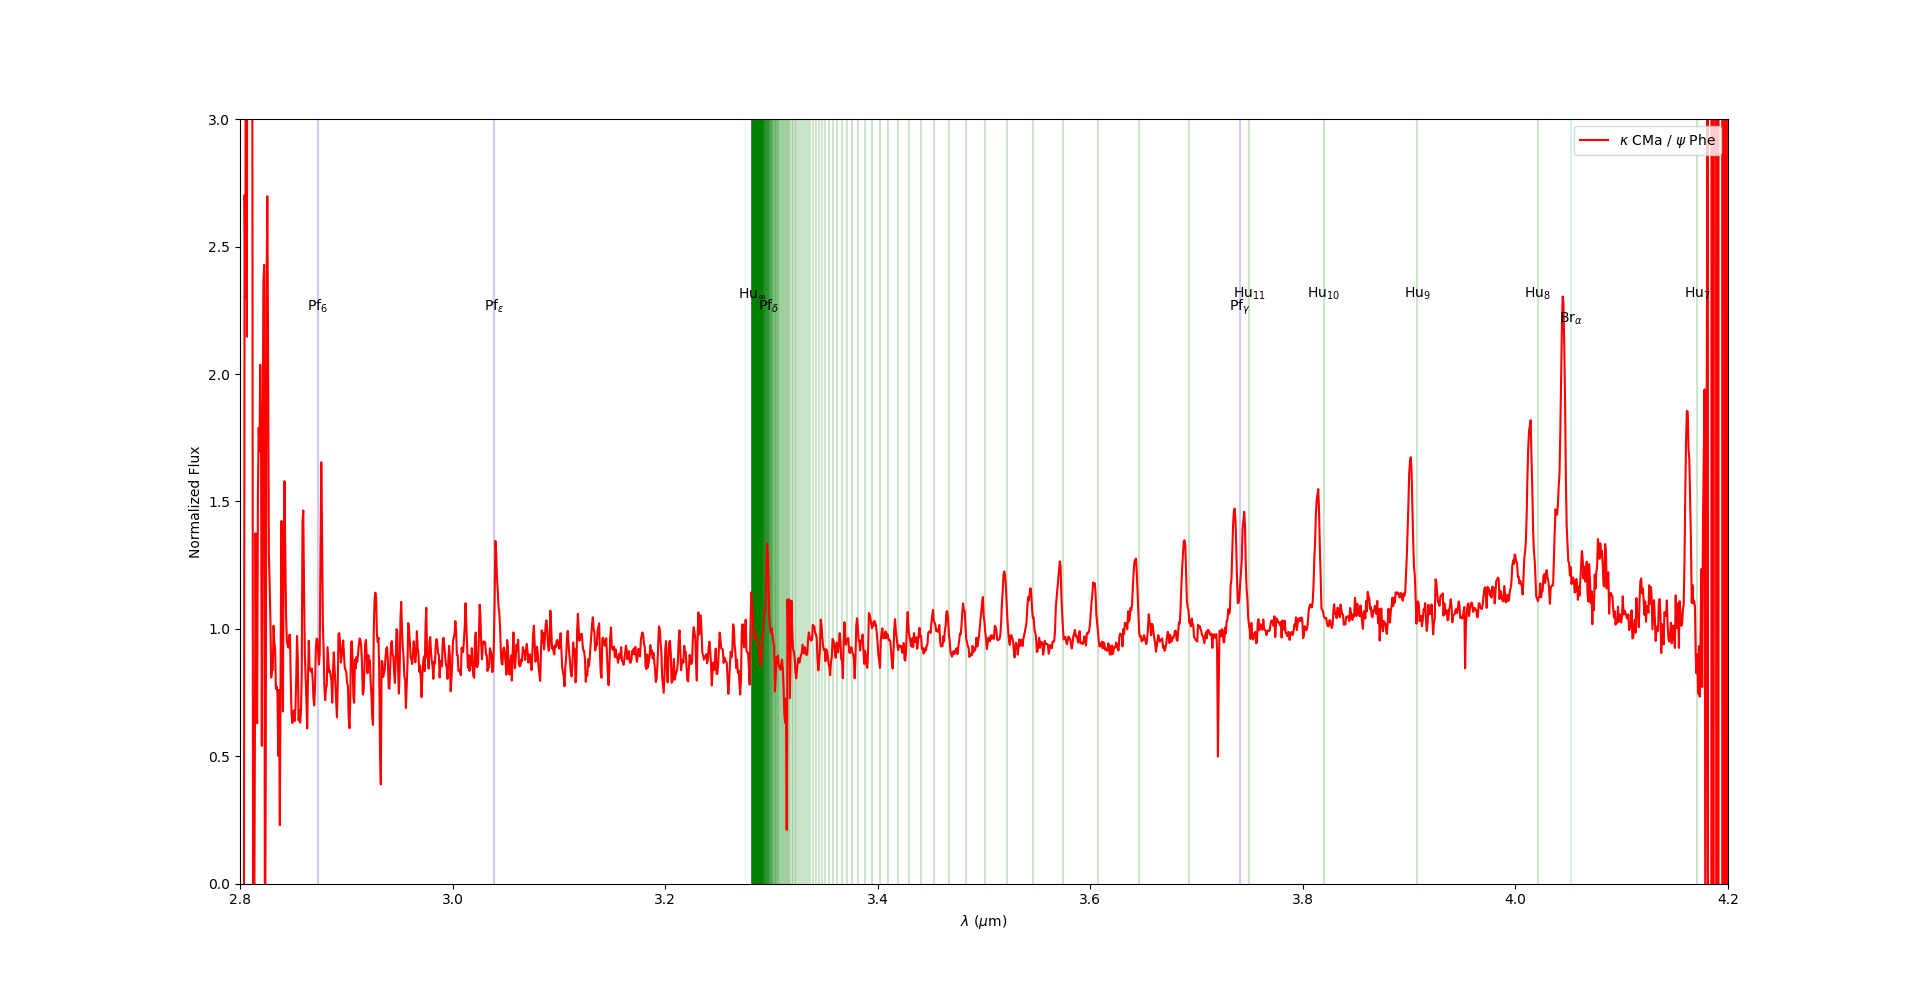 3.0
κ CMa / ψ Phe
2.5
Hu∞
Hu₁₁
Hu₁₀
Hu₉
Hu₈
Hu₇
Pf₆
Pfε
Pfδ
Pfγ
Brα
2.0
Normalized Flux
1.5
1.0
0.5
0.0
2.8 3.0 3.2 3.4 3.6 3.8 4.0 4.2
λ (μm)